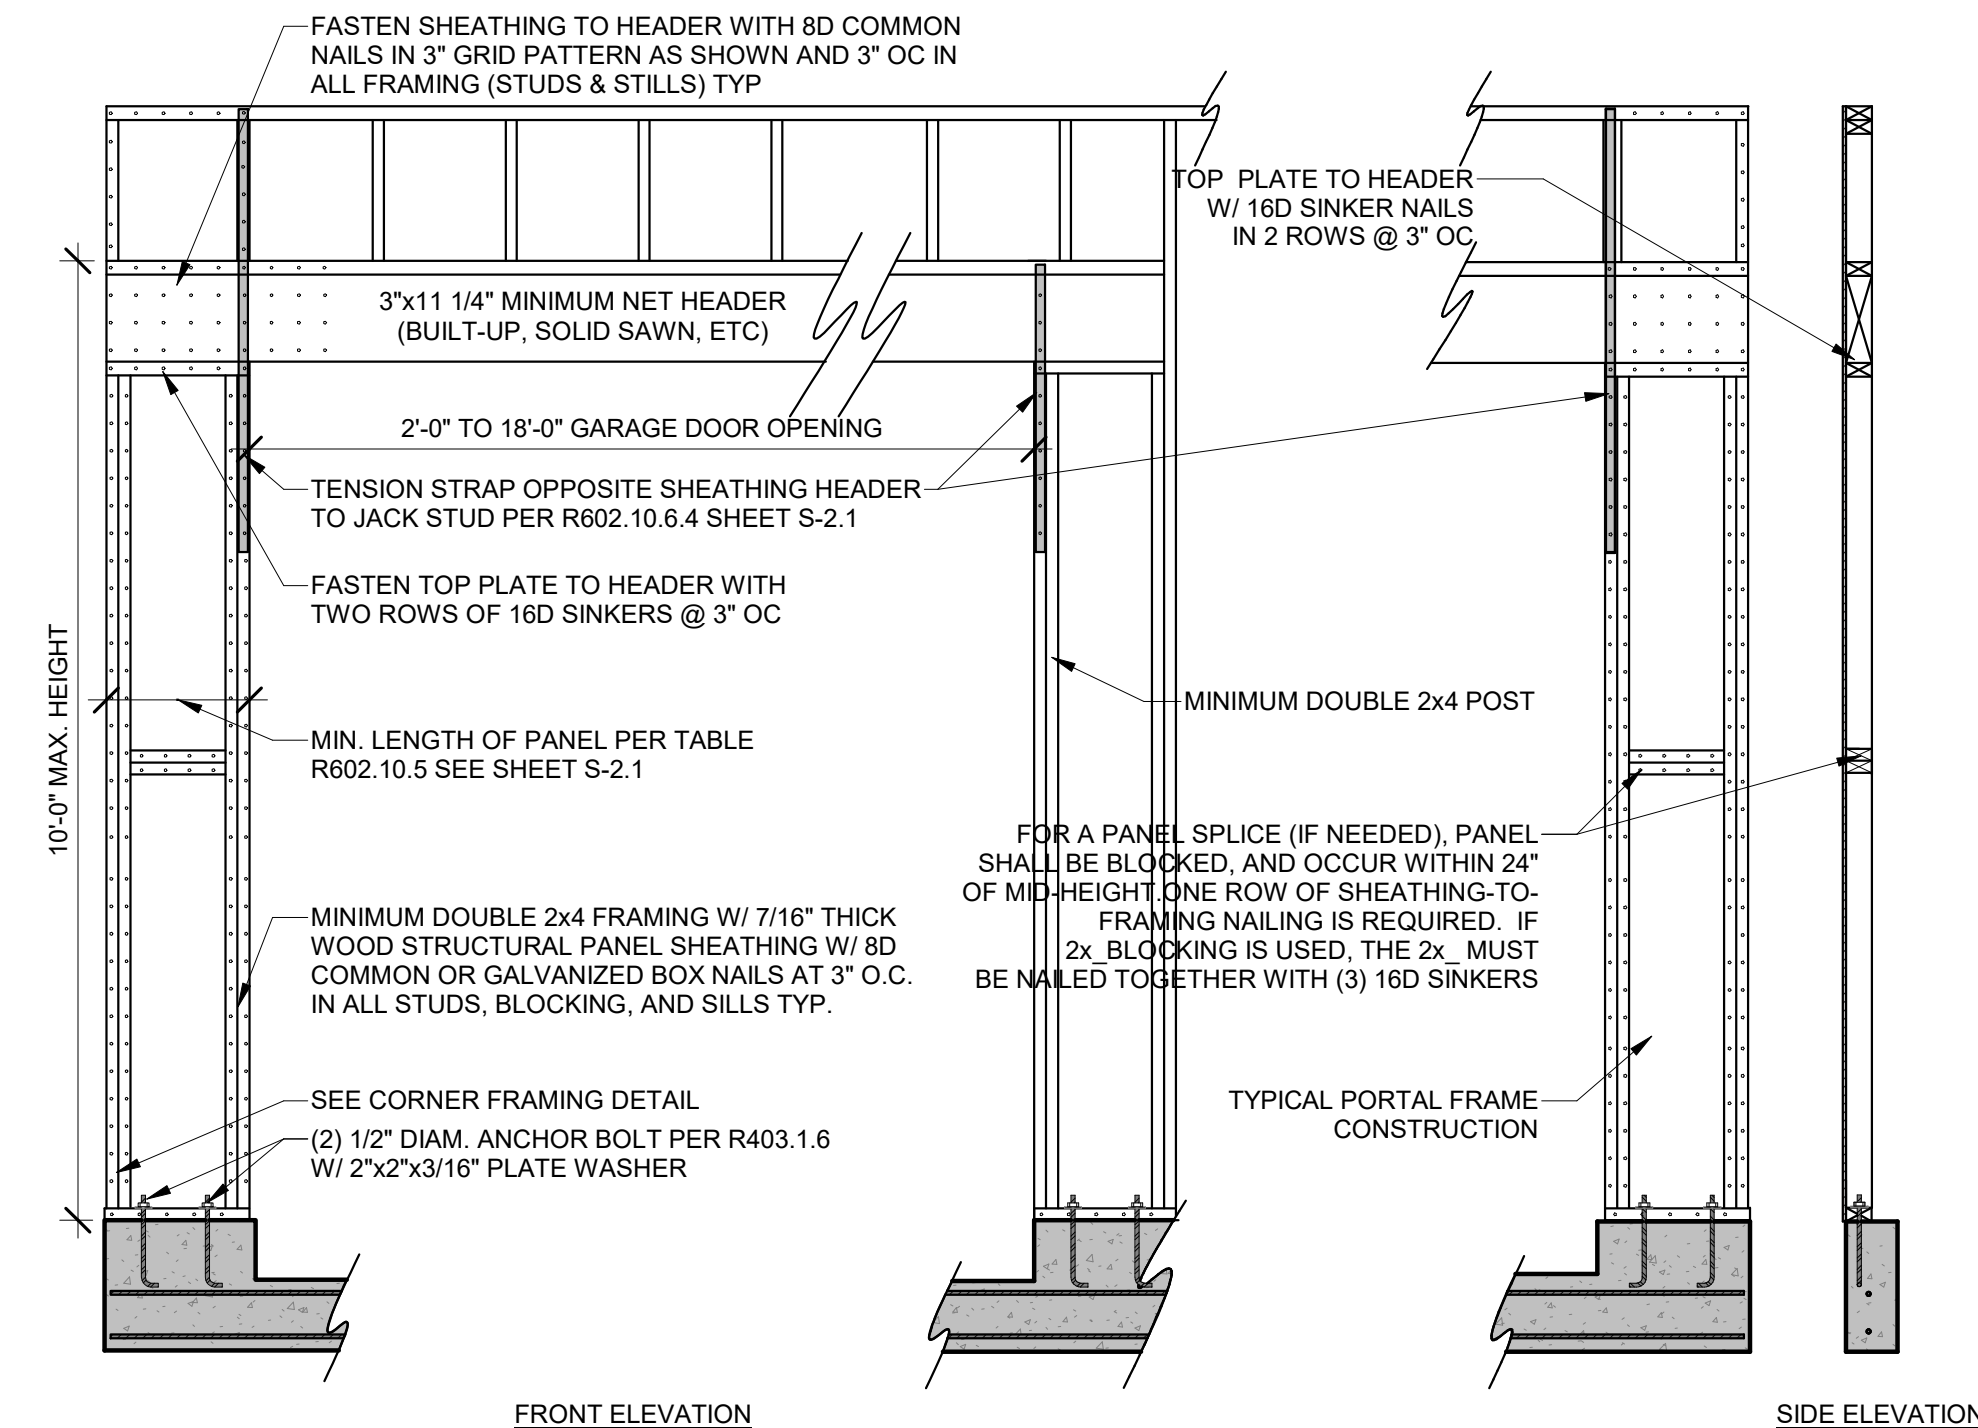 FASTEN SHEATHING TO HEADER WITH 8D COMMON
NAILS IN 3" GRID PATTERN AS SHOWN AND 3" OC IN
ALL FRAMING (STUDS & STILLS) TYP
TOP PLATE TO HEADER
W/ 16D SINKER NAILS
IN 2 ROWS @ 3" OC
3"x11 1/4" MINIMUM NET HEADER
(BUILT-UP, SOLID SAWN, ETC)
2'-0" TO 18'-0" GARAGE DOOR OPENING
TENSION STRAP OPPOSITE SHEATHING HEADER
TO JACK STUD PER R602.10.6.4 SHEET S-2.1
FASTEN TOP PLATE TO HEADER WITH
TWO ROWS OF 16D SINKERS @ 3" OC
10'-0" MAX. HEIGHT
MINIMUM DOUBLE 2x4 POST
MIN. LENGTH OF PANEL PER TABLE
R602.10.5 SEE SHEET S-2.1
FOR A PANEL SPLICE (IF NEEDED), PANEL
SHALL BE BLOCKED, AND OCCUR WITHIN 24"
OF MID-HEIGHT.ONE ROW OF SHEATHING-TO-
FRAMING NAILING IS REQUIRED. IF
2x_BLOCKING IS USED, THE 2x_ MUST
BE NAILED TOGETHER WITH (3) 16D SINKERS
MINIMUM DOUBLE 2x4 FRAMING W/ 7/16" THICK
WOOD STRUCTURAL PANEL SHEATHING W/ 8D
COMMON OR GALVANIZED BOX NAILS AT 3" O.C.
IN ALL STUDS, BLOCKING, AND SILLS TYP.
SEE CORNER FRAMING DETAIL
(2) 1/2" DIAM. ANCHOR BOLT PER R403.1.6
W/ 2"x2"x3/16" PLATE WASHER
TYPICAL PORTAL FRAME
CONSTRUCTION
FRONT ELEVATION
SIDE ELEVATION